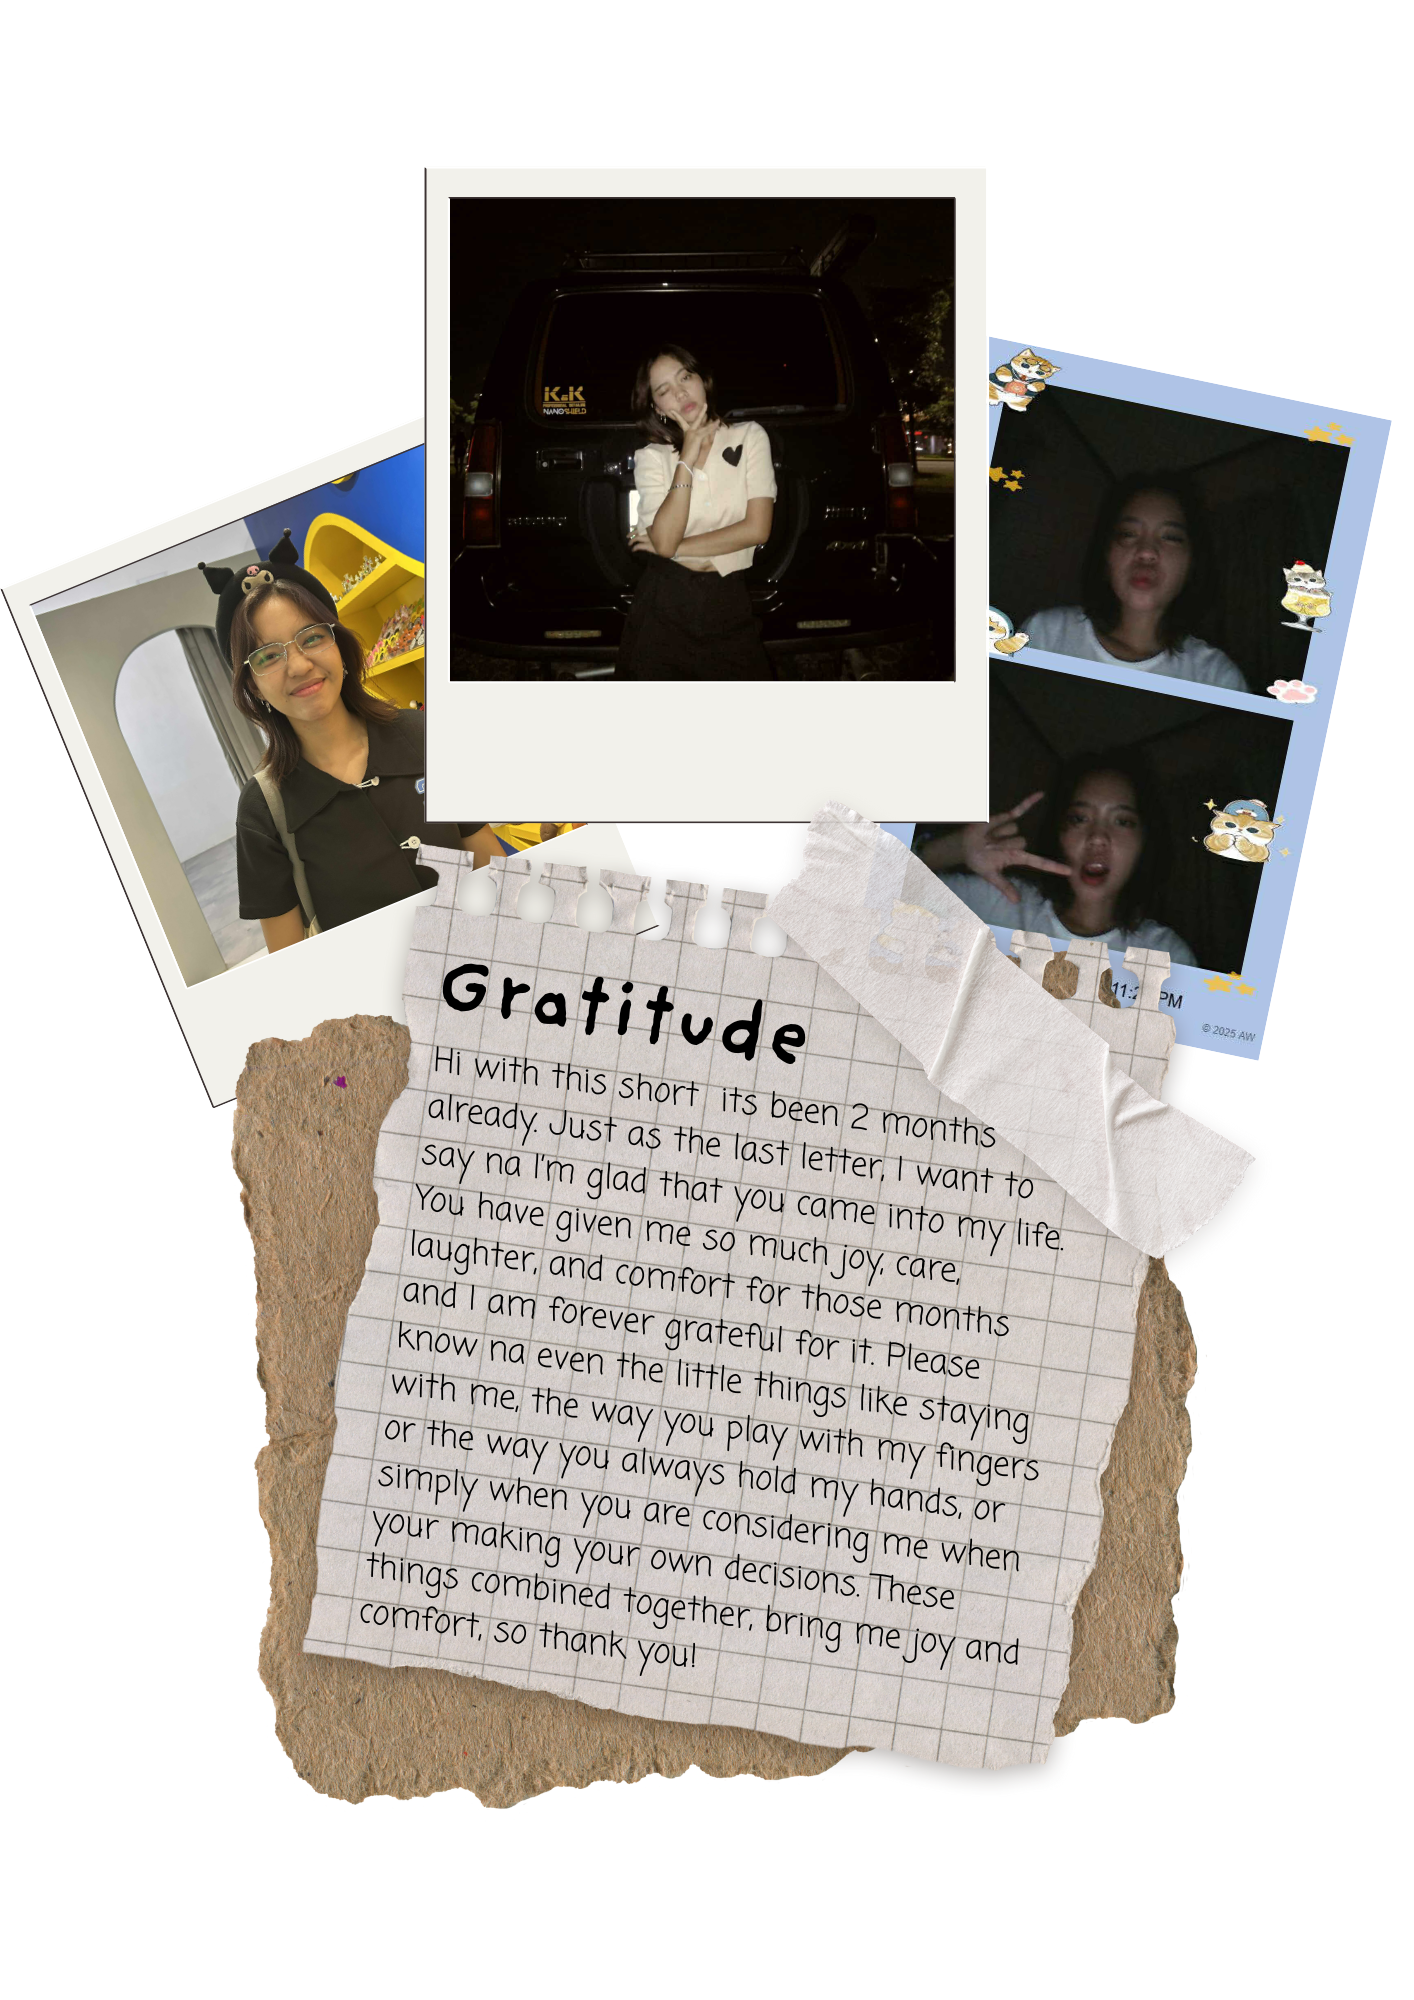 K&K
PROFESSIONAL DETAILING
NANO SHIELD
11:2 PM
© 2025 AW
Gratitude
Hi with this short its been 2 months
already. Just as the last letter, I want to
say na I'm glad that you came into my life.
You have given me so much joy, care,
laughter, and comfort for those months
and I am forever grateful for it. Please
know na even the little things like staying
with me, the way you play with my fingers
or the way you always hold my hands, or
simply when you are considering me when
your making your own decisions. These
things combined together, bring me joy and
comfort, so thank you!